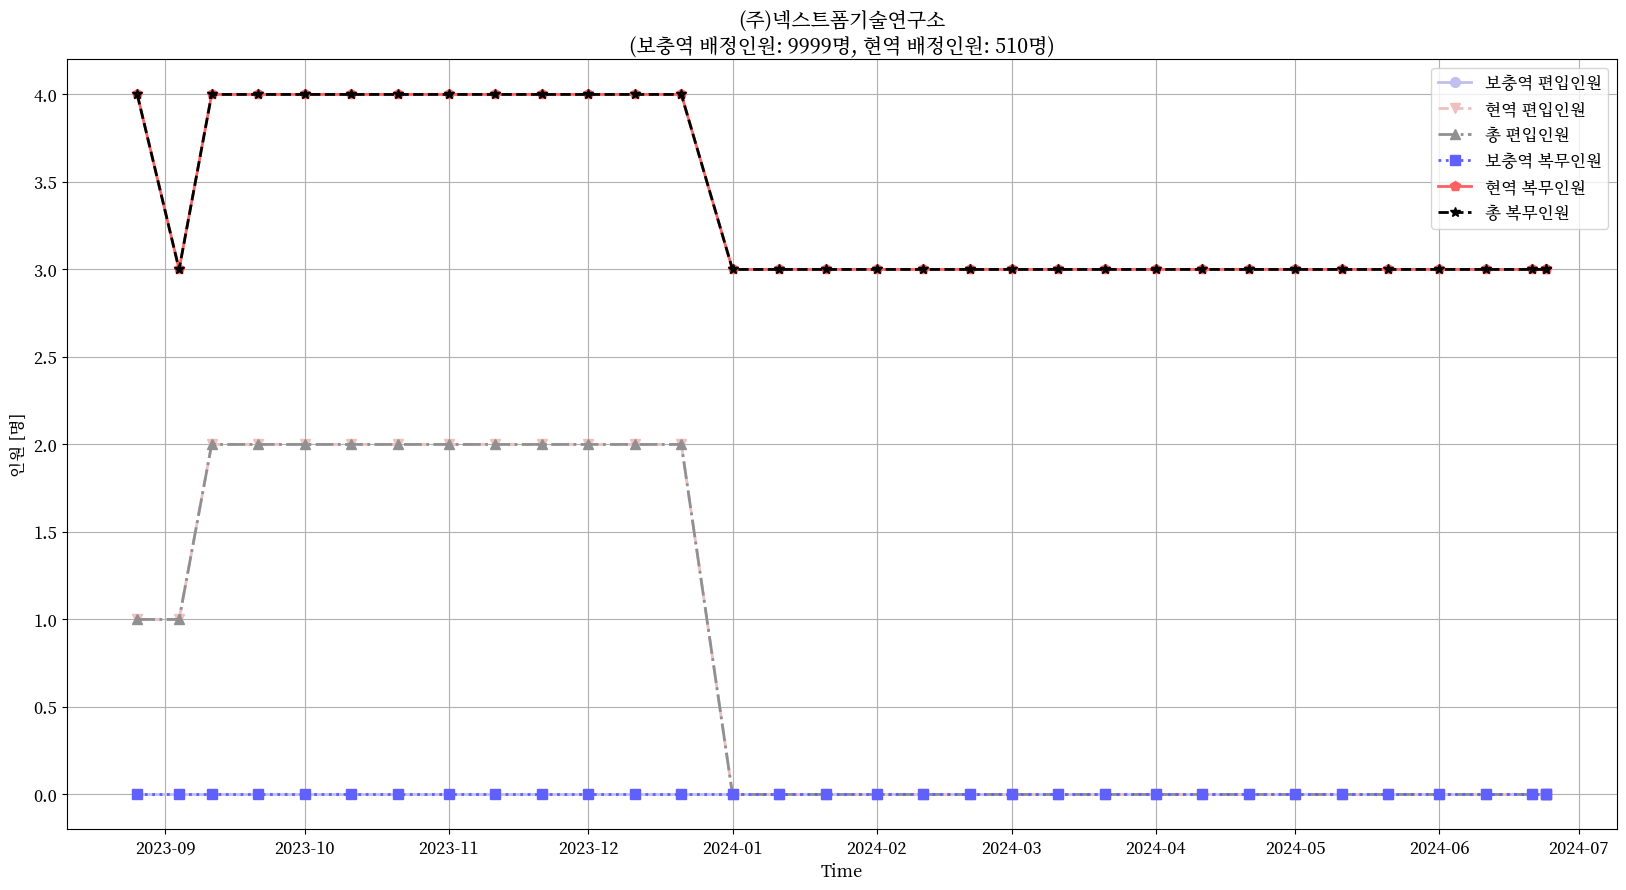 (주)넥스트폼기술연구소
(보충역 배정인원: 9999명, 현역 배정인원: 510명)
보충역 편입인원
현역 편입인원
총 편입인원
보충역 복무인원
현역 복무인원
총 복무인원
4.0
3.5
3.0
2.5
2.0
1.5
1.0
0.5
0.0
인원 [명]
2023-09 2023-10 2023-11 2023-12 2024-01 2024-02 2024-03 2024-04 2024-05 2024-06 2024-07
Time